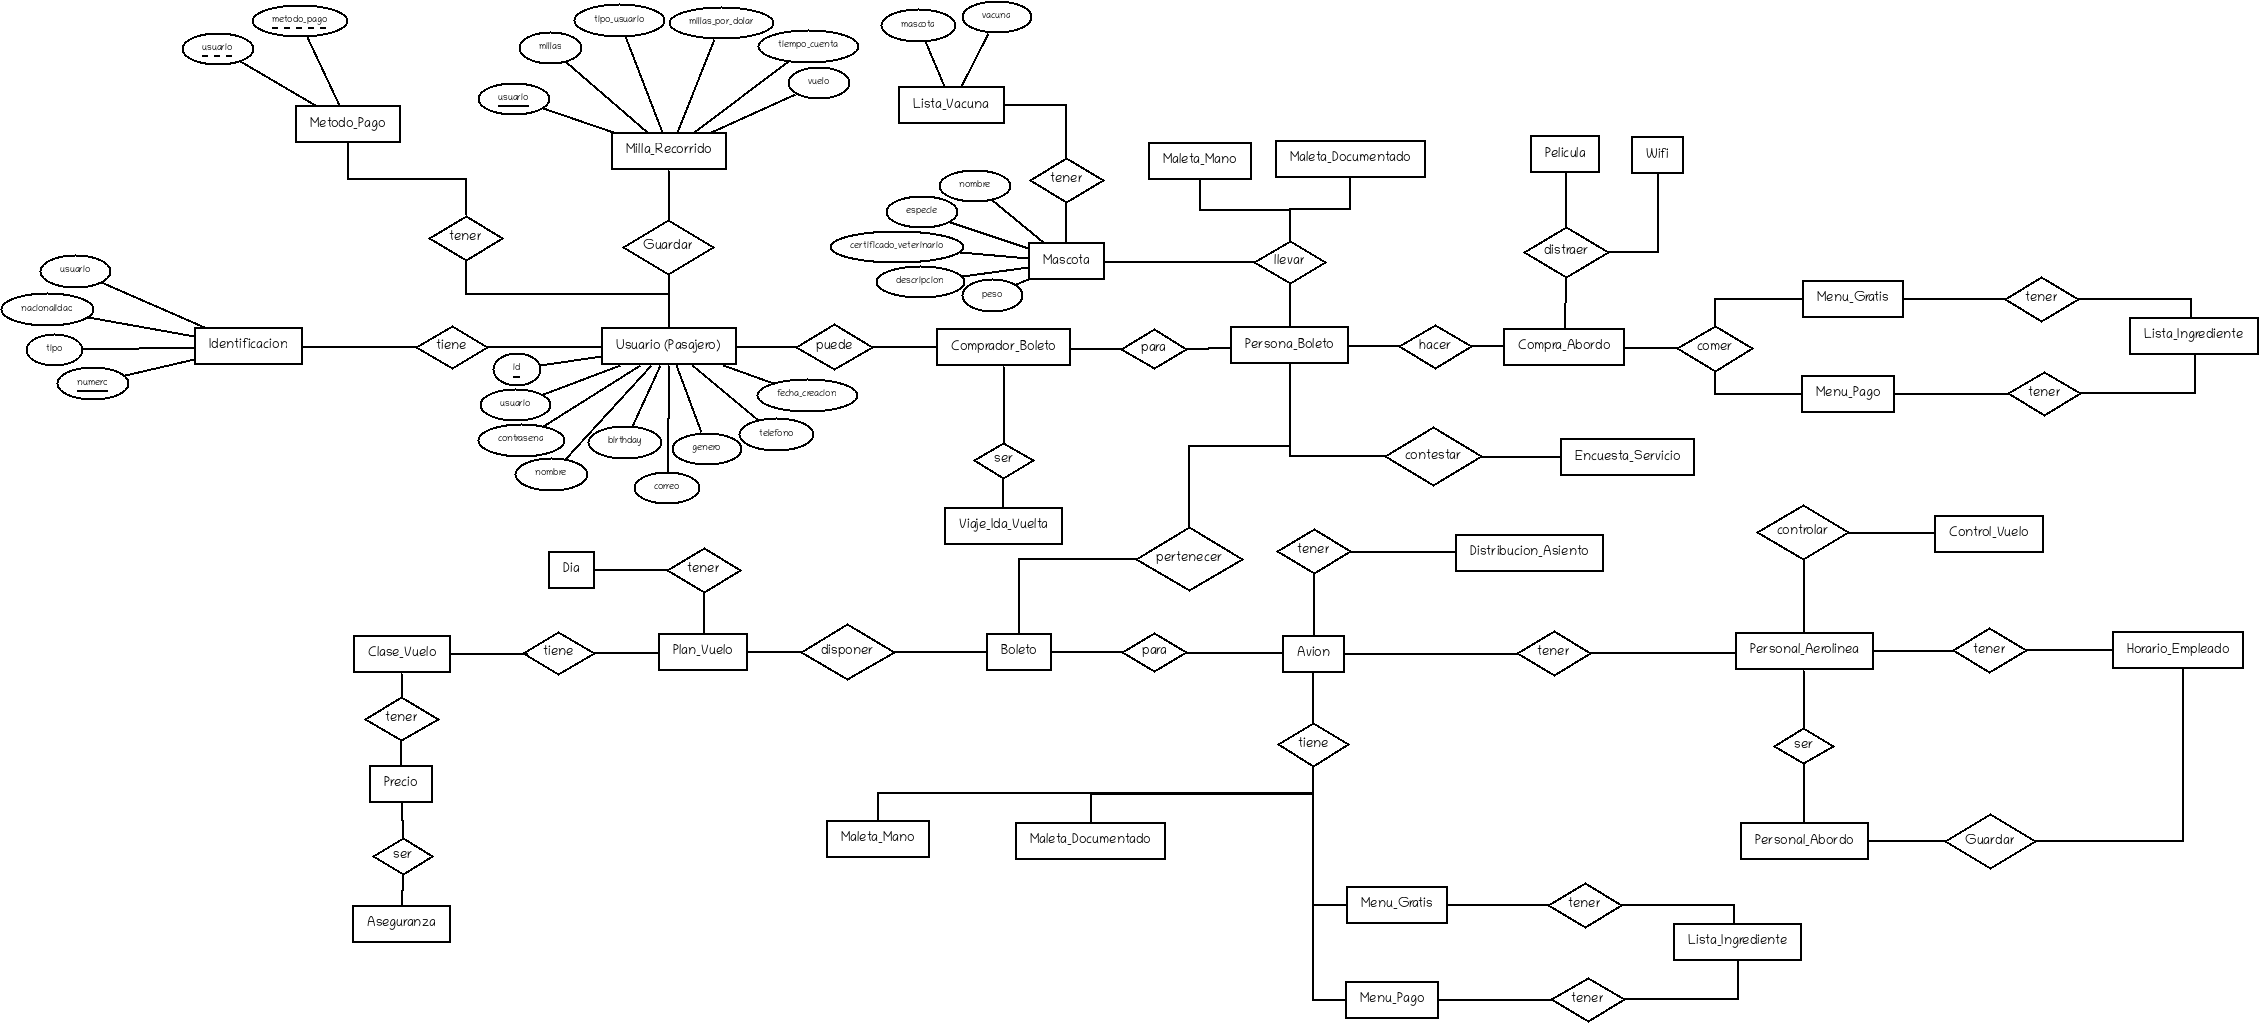 metodo_pago
usuario
Metodo_Pago
tipo_usuario
millas_por_dolar
millas
tiempo_cuenta
vuelo
usuario
Milla_Recorrido
mascota
vacuna
Lista_Vacuna
tener
Maleta_Mano
Maleta_Documentado
Pelicula
Wifi
nombre
especie
certificado_veterinario
descripcion
peso
Mascota
llevar
distraer
tener
Guardar
usuario
nacionalidac
tipo
numerc
Identificacion
tiene
Usuario (Pasajero)
puede
Comprador_Boleto
para
Persona_Boleto
hacer
Compra_Abordo
comer
Menu_Gratis
tener
Lista_Ingrediente
Menu_Pago
tener
Id
usuario
contrasena
nombre
birthday
correo
genero
telefono
fecha_creacion
ser
Viaje_Ida_Vuelta
contestar
Encuesta_Servicio
pertenecer
Dia
tener
tener
Distribucion_Asiento
controlar
Control_Vuelo
Clase_Vuelo
tiene
Plan_Vuelo
disponer
Boleto
para
Avion
tener
Personal_Aerolinea
tener
Horario_Empleado
tener
tiene
ser
Precio
Maleta_Mano
Maleta_Documentado
Personal_Abordo
Guardar
ser
Aseguranza
Menu_Gratis
tener
Lista_Ingrediente
Menu_Pago
tener